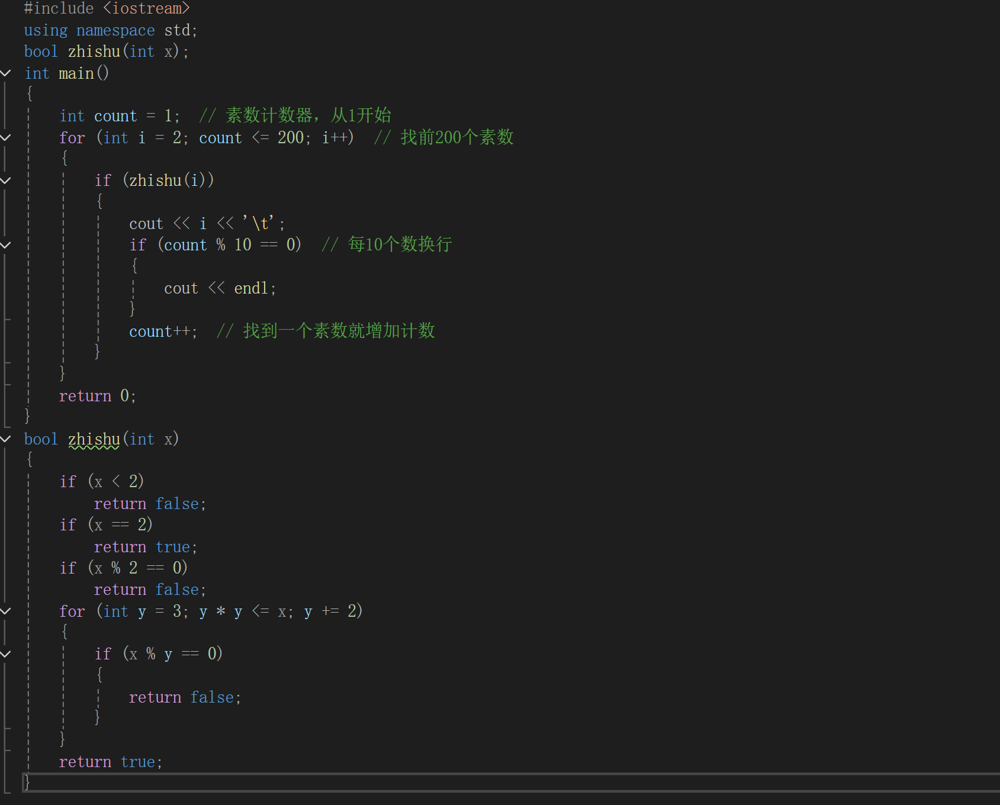 #include <iostream>
using namespace std;
bool zhishu(int x);
int main()
{
    int count = 1;  // 素数计数器，从1开始
    for (int i = 2; count <= 200; i++)  // 找前200个素数
    {
        if (zhishu(i))
        {
            cout << i << '\t';
            if (count % 10 == 0)  // 每10个数换行
            {
                cout << endl;
            }
            count++;  // 找到一个素数就增加计数
        }
    }
    return 0;
}
bool zhishu(int x)
{
    if (x < 2)
        return false;
    if (x == 2)
        return true;
    if (x % 2 == 0)
        return false;
    for (int y = 3; y * y <= x; y += 2)
    {
        if (x % y == 0)
        {
            return false;
        }
    }
    return true;
}